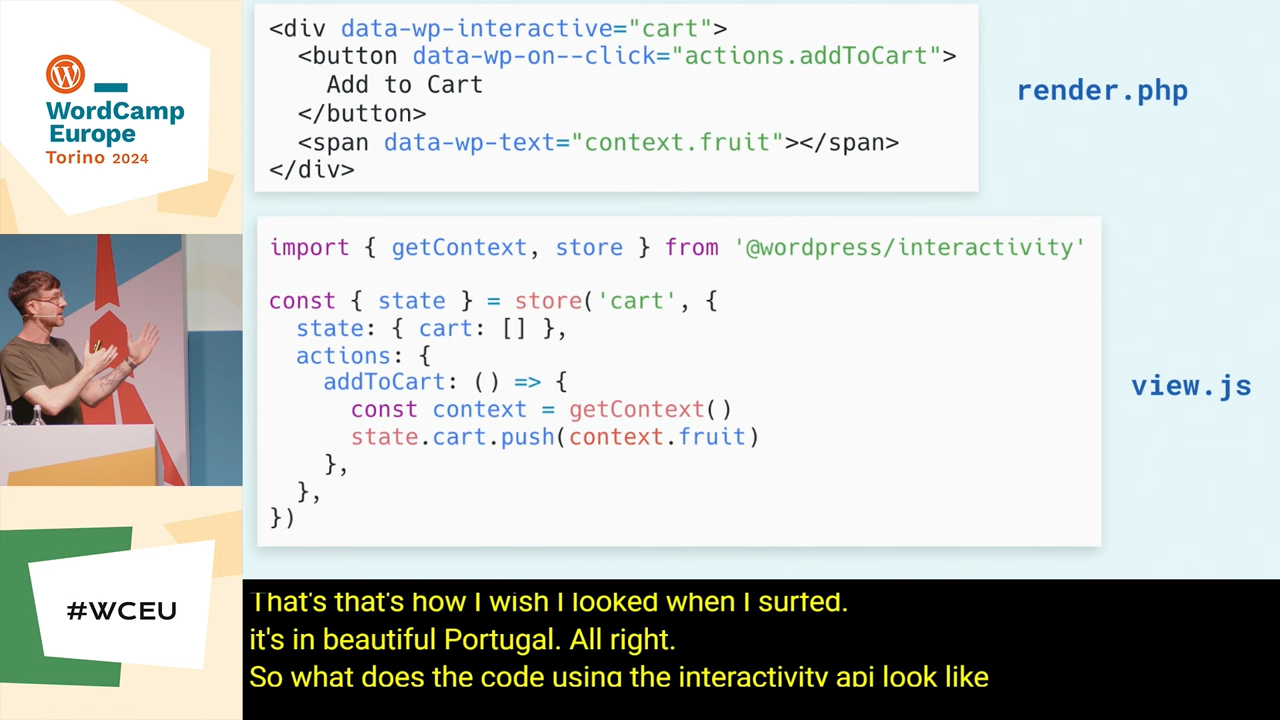 WordCamp
Europe
Torino 2024
#WCEU
<div data-wp-interactive="cart">
<button data-wp-on--click="actions.addToCart">
Add to Cart
</button>
<span data-wp-text="context.fruit"></span>
</div>
render.php
import { getContext, store } from '@wordpress/interactivity'
const { state } = store('cart', {
state: { cart: [] },
actions: {
addToCart: () => {
const context = getContext()
state.cart.push(context.fruit)
},
},
})
view.js
That's that's how I wish I looked when I surfed.
it's in beautiful Portugal. All right.
So what does the code using the interactivity api look like